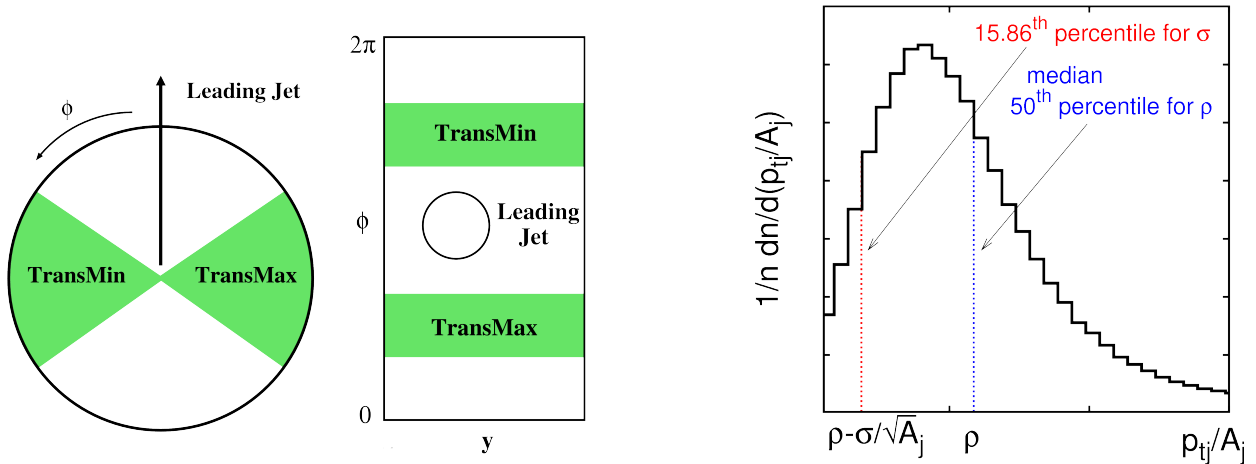 Leading Jet
ϕ
TransMin
TransMax
2π
TransMin
ϕ
Leading
Jet
TransMax
0
y
15.86th percentile for σ
median
50th percentile for ρ
1/n dn/d(ptj/Aj)
ρ-σ/√Aj
ρ
ptj/Aj